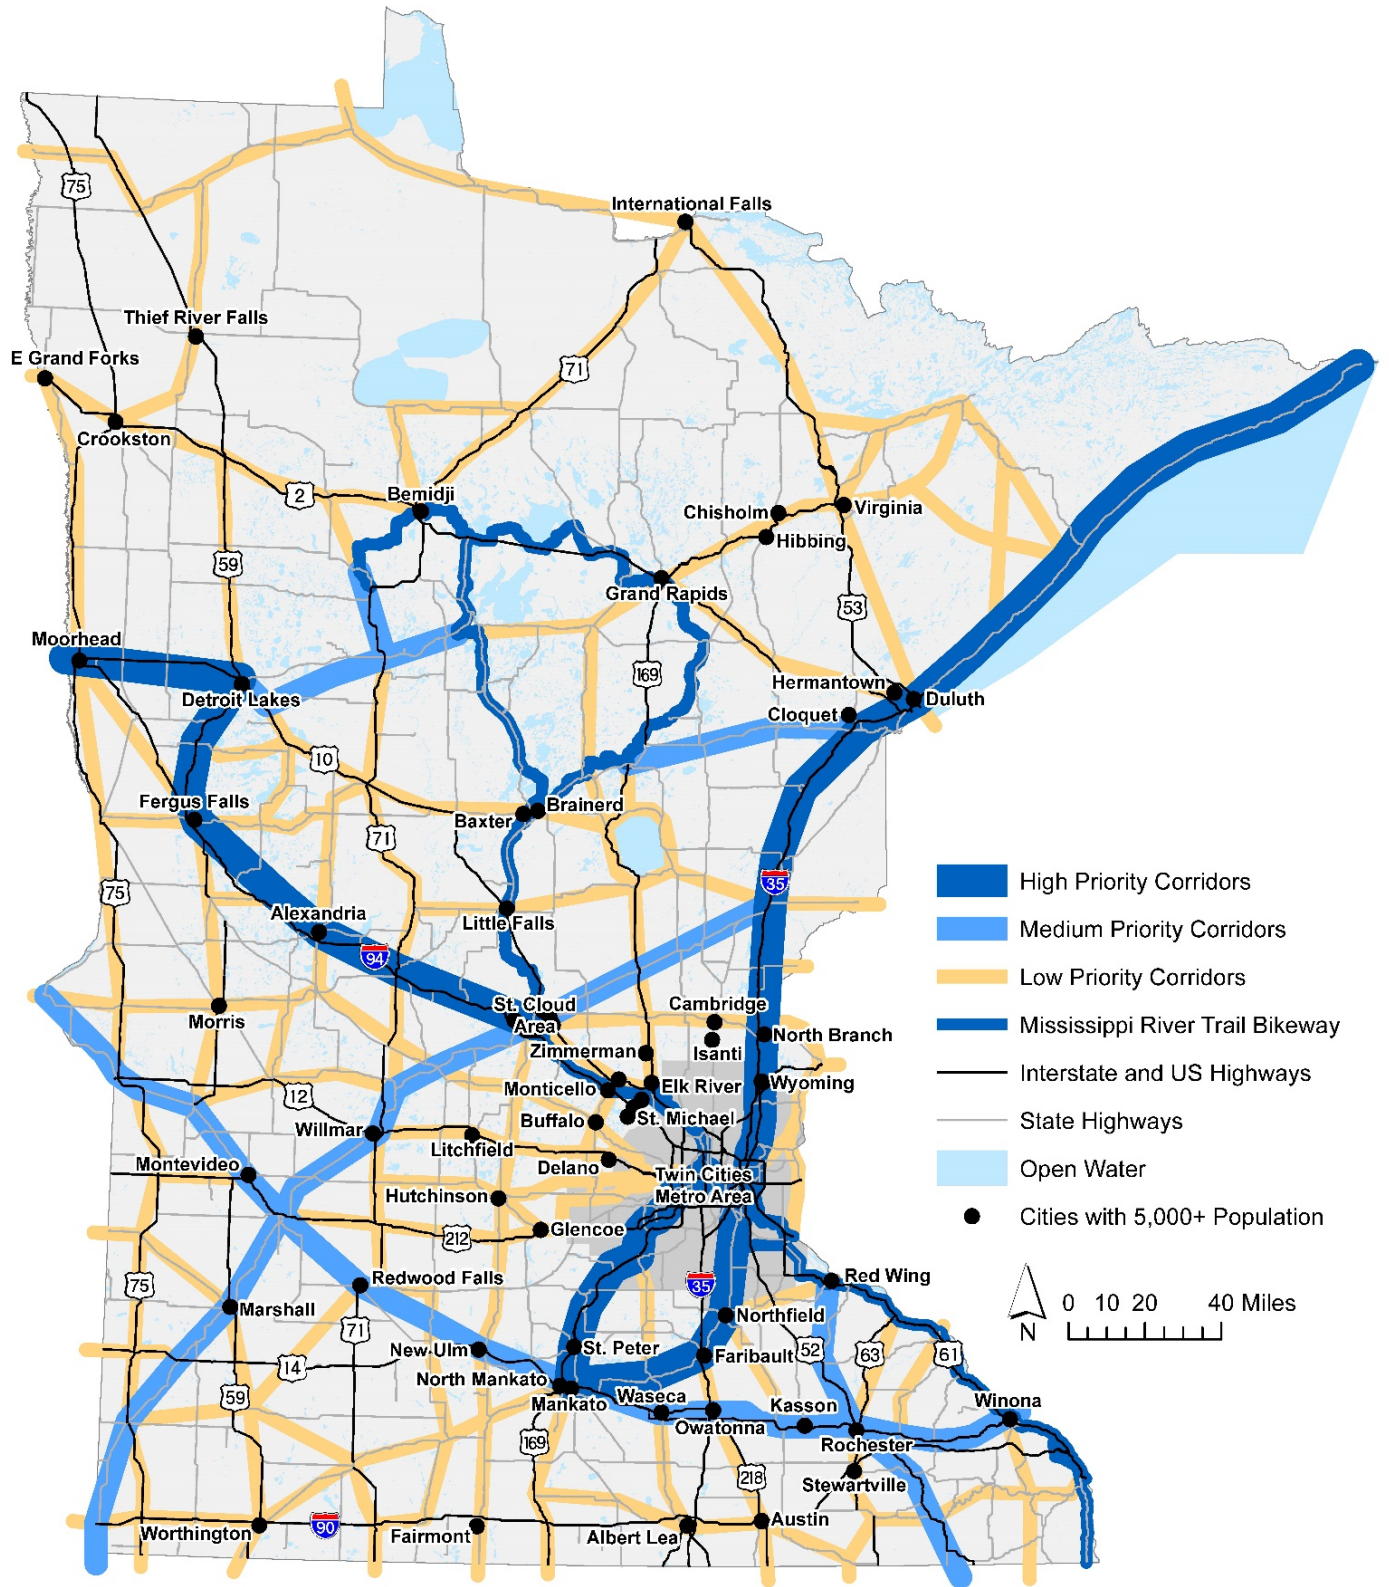 International Falls
75
Thief River Falls
E Grand Forks
71
Crookston
2
Bemidji
Chisholm
Virginia
Hibbing
59
Grand Rapids
53
Moorhead
169
Hermantown
Detroit Lakes
Duluth
Cloquet
10
Fergus Falls
Brainerd
Baxter
71
35
75
Alexandria
Little Falls
94
St. Cloud
Area
Cambridge
Morris
North Branch
Isanti
Zimmerman
Monticello
Elk River
Wyoming
12
Buffalo
St. Michael
Willmar
Litchfield
Delano
Montevideo
Twin Cities
Metro Area
Hutchinson
Glencoe
212
75
Redwood Falls
35
Red Wing
Marshall
71
Northfield
New Ulm
St. Peter
Faribault
52
63
61
14
North Mankato
59
Mankato
Waseca
Kasson
Winona
Owatonna
Rochester
169
218
Stewartville
Worthington
90
Fairmont
Albert Lea
Austin
High Priority Corridors
Medium Priority Corridors
Low Priority Corridors
Mississippi River Trail Bikeway
Interstate and US Highways
State Highways
Open Water
Cities with 5,000+ Population
N
0 10 20 40 Miles